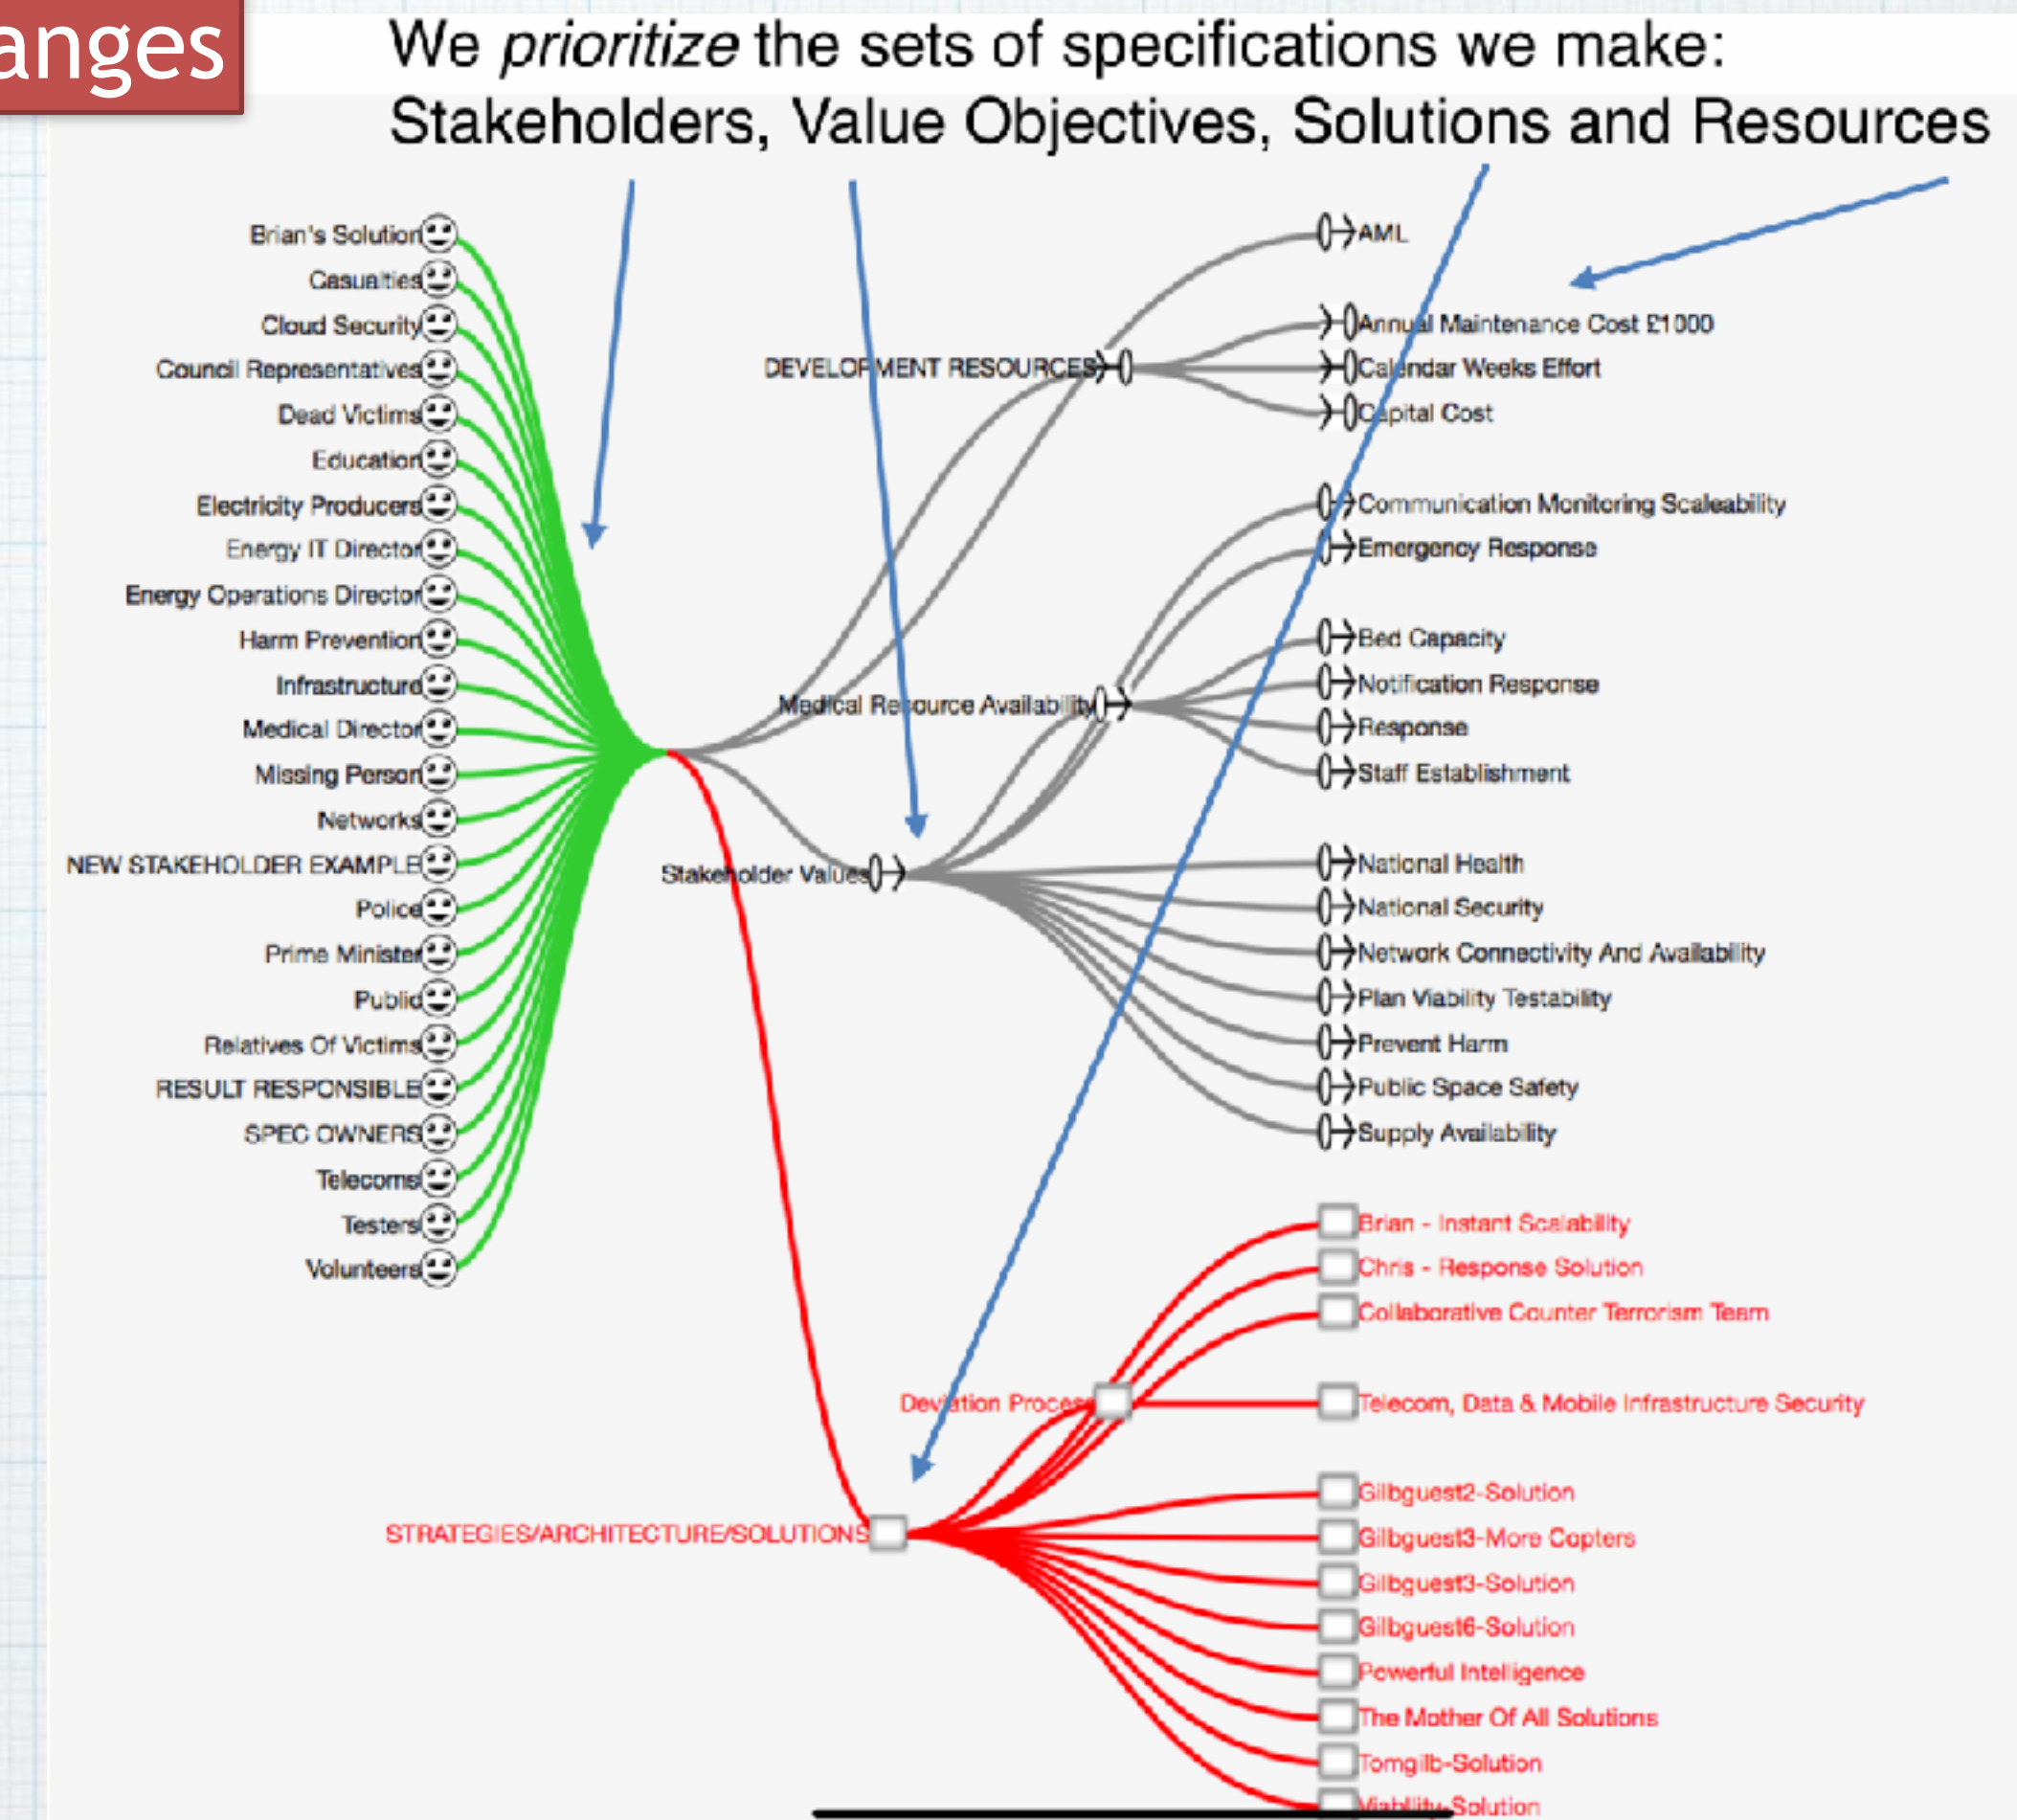 anges
We prioritize the sets of specifications we make:
Stakeholders, Value Objectives, Solutions and Resources
Brian's Solution
Casualties
Cloud Security
Council Representatives
Dead Victims
Education
Electricity Producers
Energy IT Director
Energy Operations Director
Harm Prevention
Infrastructure
Medical Director
Missing Person
Networks
NEW STAKEHOLDER EXAMPLE
Police
Prime Minister
Public
Relatives Of Victims
RESULT RESPONSIBLE
SPEC OWNERS
Telecoms
Testers
Volunteers
DEVELOPMENT RESOURCES
Medical Resource Availability
Stakeholder Values
AML
Annual Maintenance Cost £1000
Calendar Weeks Effort
Capital Cost
Communication Monitoring Scaleability
Emergency Response
Bed Capacity
Notification Response
Response
Staff Establishment
National Health
National Security
Network Connectivity And Availability
Plan Viability Testability
Prevent Harm
Public Space Safety
Supply Availability
Deviation Process
STRATEGIES/ARCHITECTURE/SOLUTIONS
Brian - Instant Scalability
Chris - Response Solution
Collaborative Counter Terrorism Team
Telecom, Data & Mobile Infrastructure Security
Gilbguest2-Solution
Gilbguest3-More Copters
Gilbguest3-Solution
Gilbguest6-Solution
Powerful Intelligence
The Mother Of All Solutions
Tomgilb-Solution
Viability-Solution